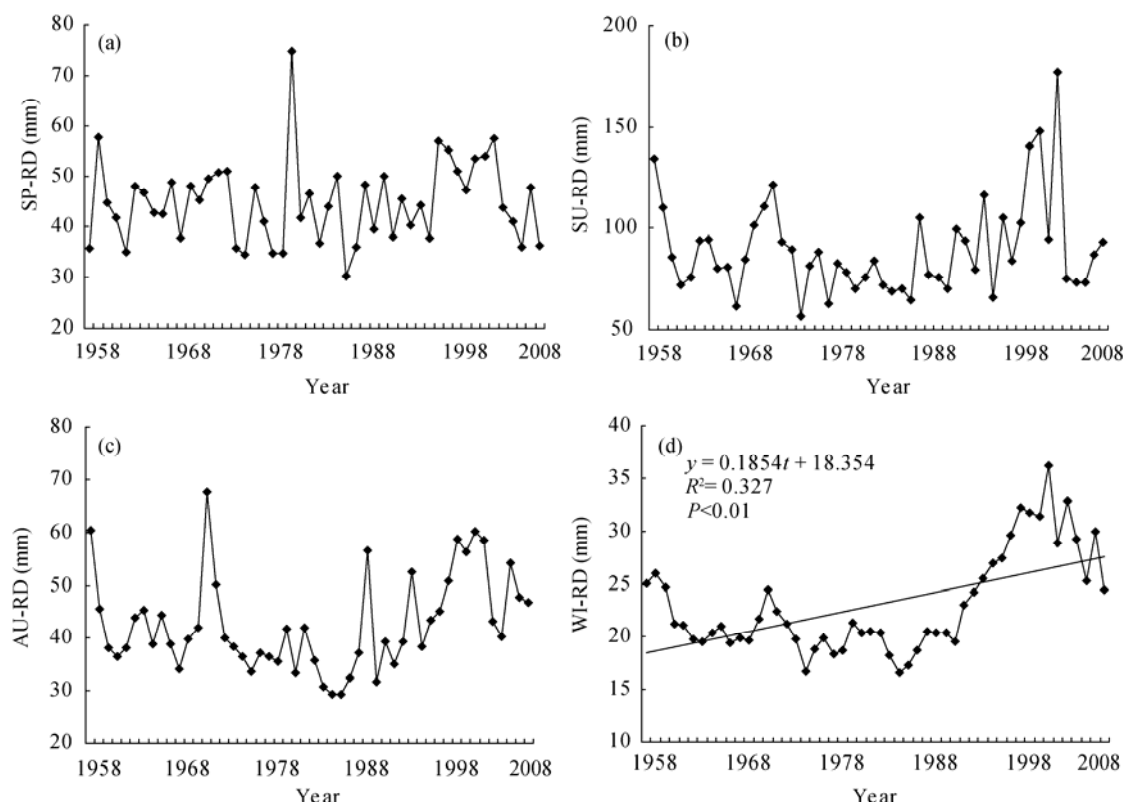 (a)
SP-RD (mm)
80
70
60
50
40
30
20
1958 1968 1978 1988 1998 2008
Year
(b)
SU-RD (mm)
200
150
100
50
1958 1968 1978 1988 1998 2008
Year
(c)
AU-RD (mm)
80
70
60
50
40
30
20
1958 1968 1978 1988 1998 2008
Year
(d)
y = 0.1854t + 18.354
R²= 0.327
P<0.01
WI-RD (mm)
40
35
30
25
20
15
10
1958 1968 1978 1988 1998 2008
Year